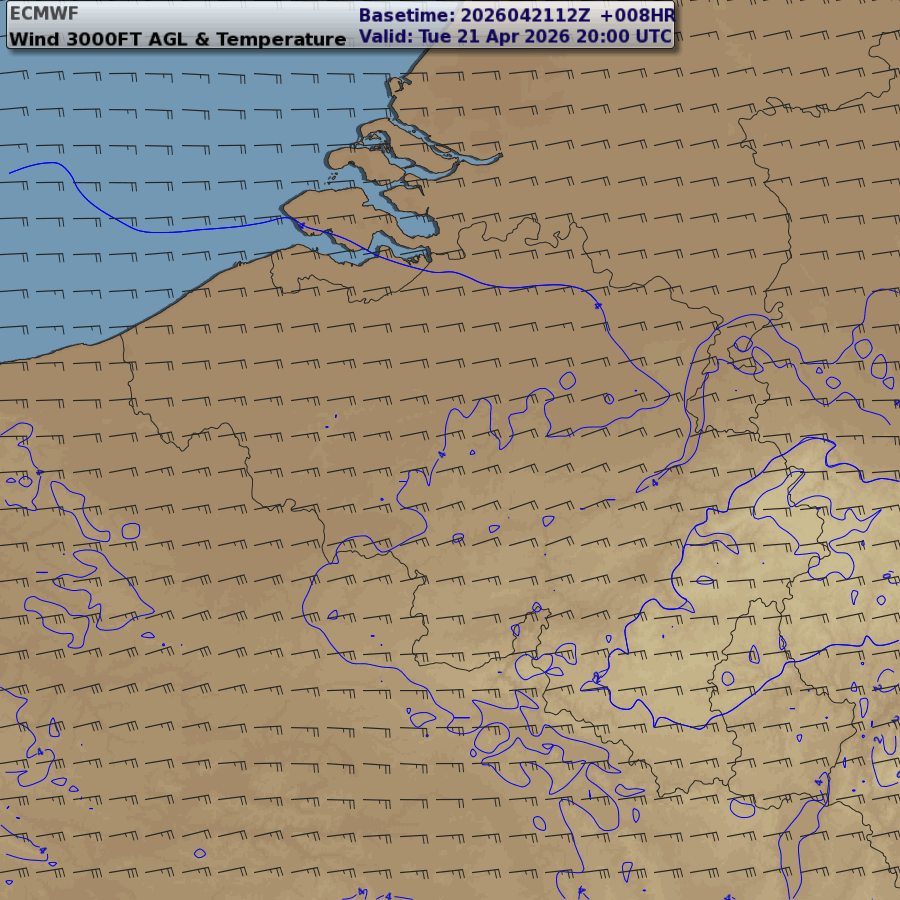 ECMWF
Wind 3000FT AGL & Temperature
Basetime: 2026042112Z +008HR
Valid: Tue 21 Apr 2026 20:00 UTC